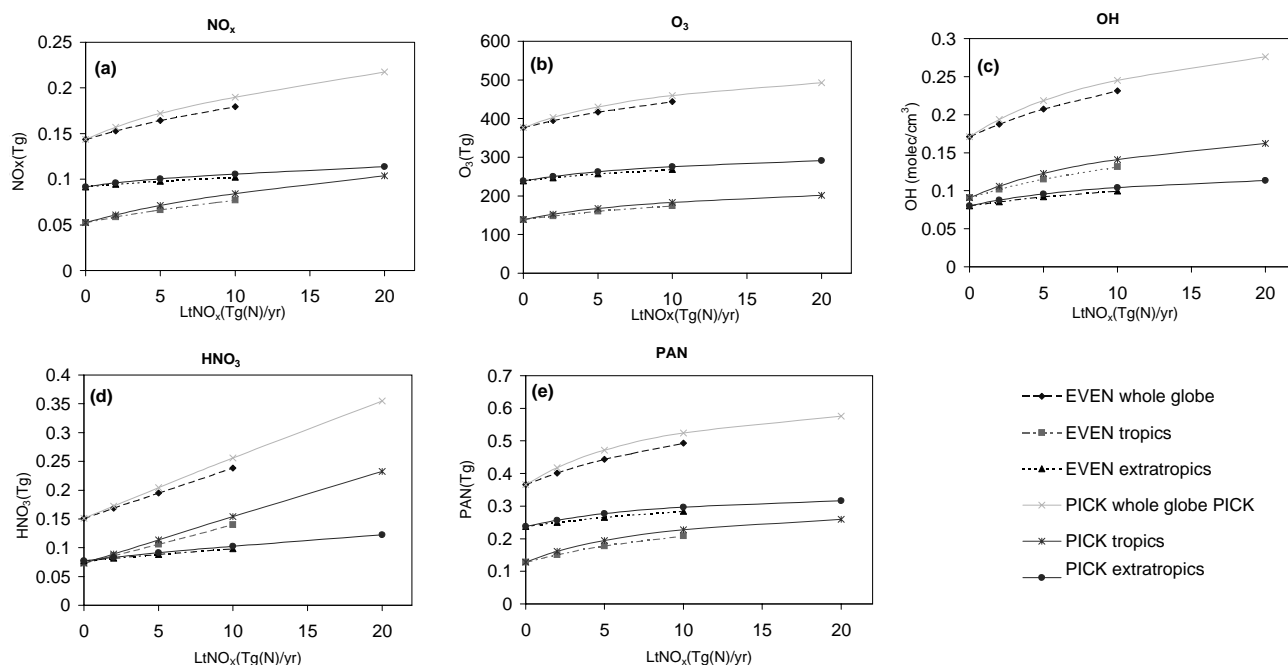 NOx
(a)
NOx(Tg)
0.25
0.2
0.15
0.1
0.05
0
0 5 10 15 20
LtNOx(Tg(N)/yr)
O3
(b)
O3(Tg)
600
500
400
300
200
100
0
0 5 10 15 20
LtNOx(Tg(N)/yr)
OH
(c)
OH (molec/cm3)
0.3
0.25
0.2
0.15
0.1
0.05
0
0 5 10 15 20
LtNOx(Tg(N)/yr)
HNO3
(d)
HNO3(Tg)
0.4
0.35
0.3
0.25
0.2
0.15
0.1
0.05
0
0 5 10 15 20
LtNOx(Tg(N)/yr)
PAN
(e)
PAN(Tg)
0.7
0.6
0.5
0.4
0.3
0.2
0.1
0
0 5 10 15 20
LtNOx(Tg(N)/yr)
EVEN whole globe
EVEN tropics
EVEN extratropics
PICK whole globe PICK
PICK tropics
PICK extratropics